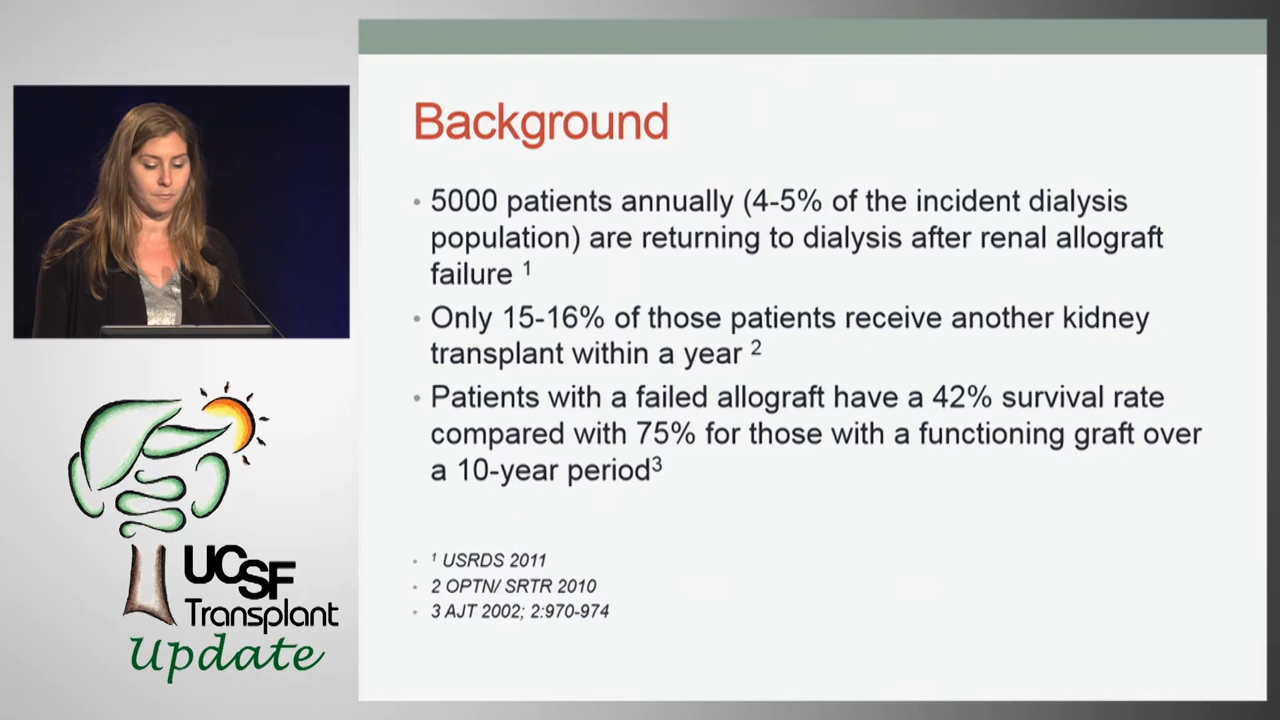 Background
• 5000 patients annually (4-5% of the incident dialysis
population) are returning to dialysis after renal allograft
failure ¹
• Only 15-16% of those patients receive another kidney
transplant within a year ²
• Patients with a failed allograft have a 42% survival rate
compared with 75% for those with a functioning graft over
a 10-year period³
• ¹ USRDS 2011
• 2 OPTN/ SRTR 2010
• 3 AJT 2002; 2:970-974
UCSF
Transplant
Update